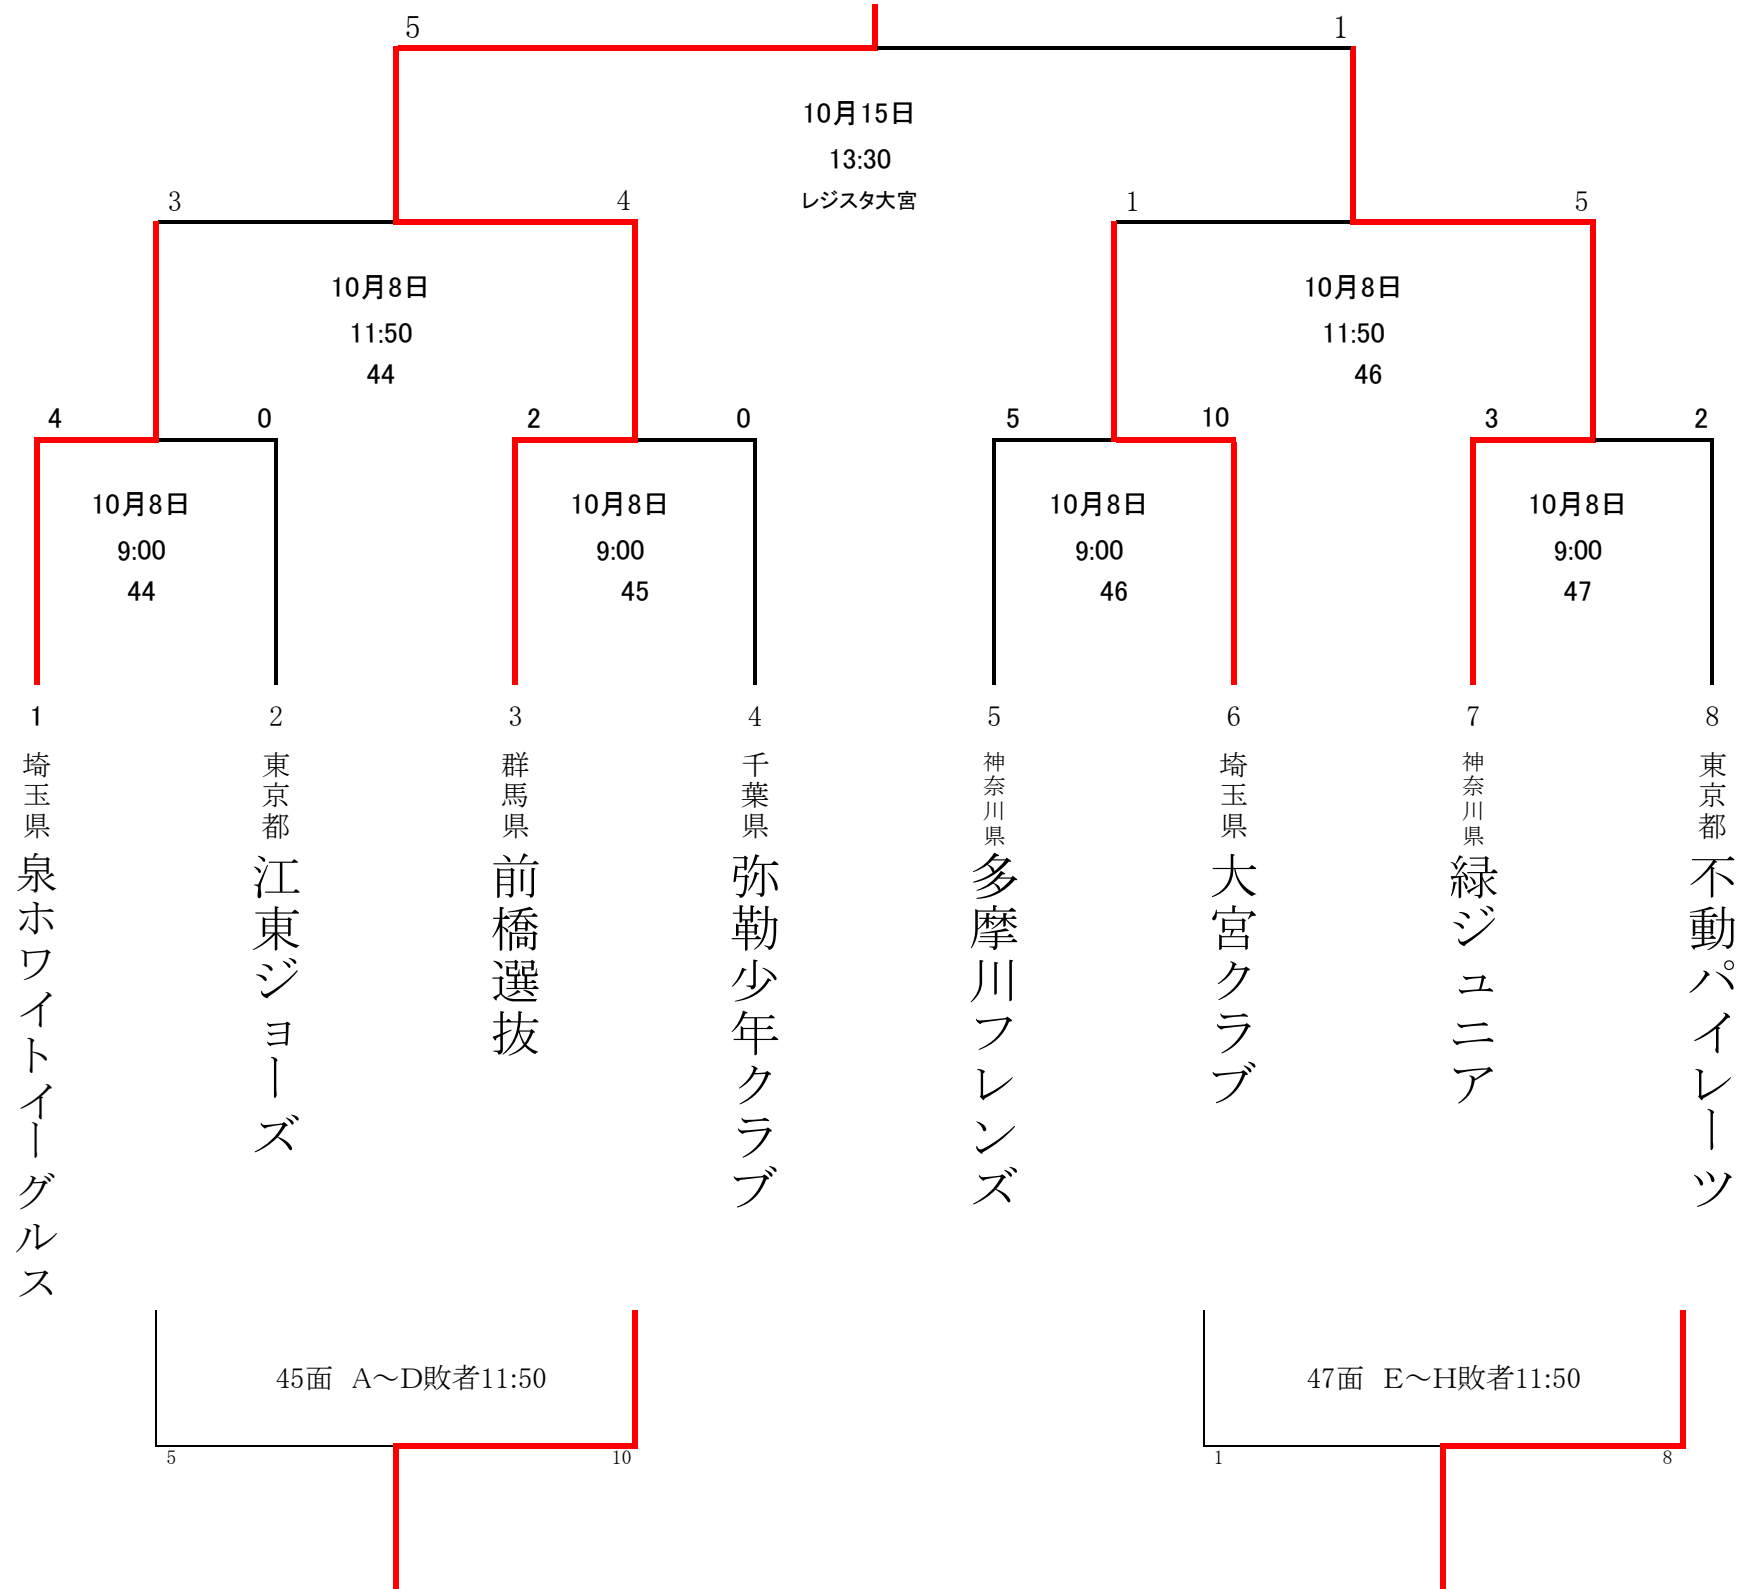 5 1
10月15日
13:30
レジスタ大宮
3 4 1 5
10月8日 10月8日
11:50 11:50
44 46
4 0 2 0 5 10 3 2
10月8日 10月8日 10月8日 10月8日
9:00 9:00 9:00 9:00
44 45 46 47
1 2 3 4 5 6 7 8
埼玉県 泉ホワイトイーグルス
東京都 江東ジョーズ
群馬県 前橋選抜
千葉県 弥勒少年クラブ
神奈川県 多摩川フレンズ
埼玉県 大宮クラブ
神奈川県 緑ジュニア
東京都 不動パイレーツ
45面 A～D敗者11:50
47面 E～H敗者11:50
5 10 1 8